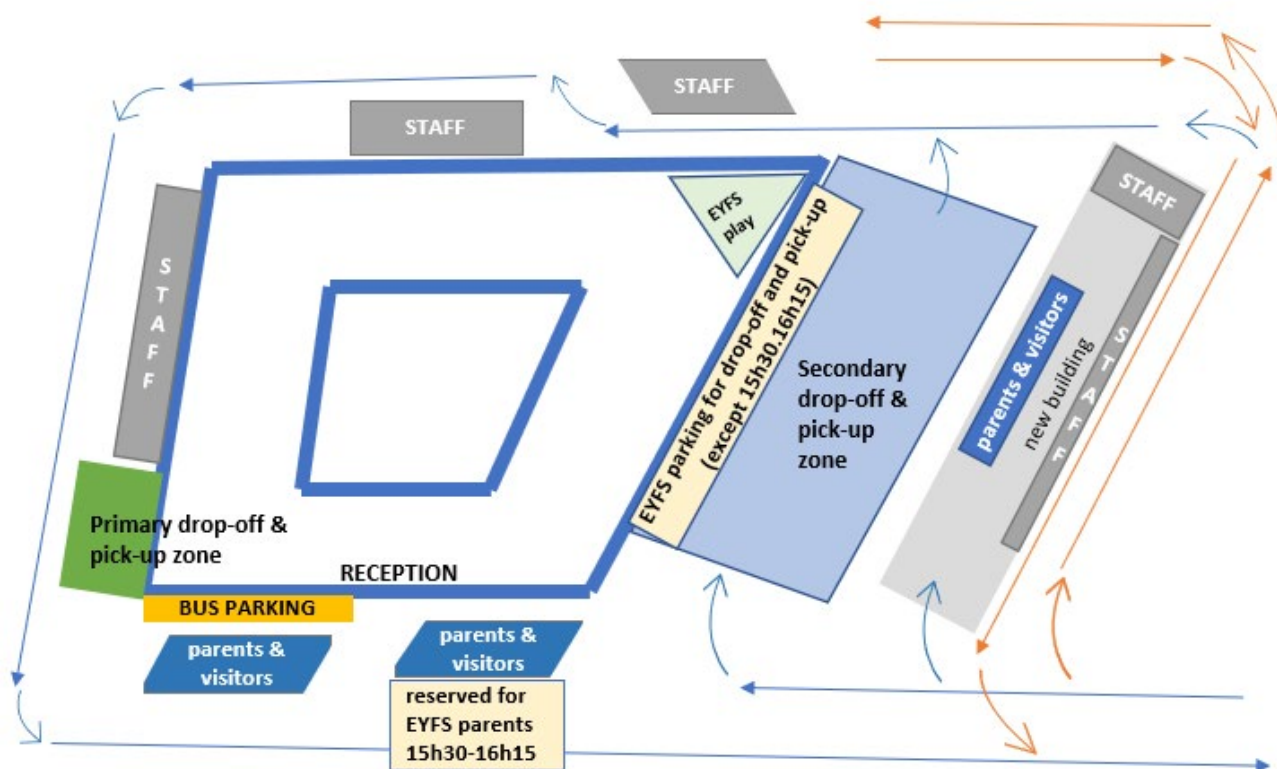 STAFF
STAFF
STAFF
EYFS
play
EYFS parking for drop-off and pick-up
(except 15h30.16h15)
Secondary
drop-off &
pick-up
zone
parents & visitors
new building
STAFF
STAFF
Primary drop-off &
pick-up zone
RECEPTION
BUS PARKING
parents &
visitors
parents &
visitors
reserved for
EYFS parents
15h30-16h15